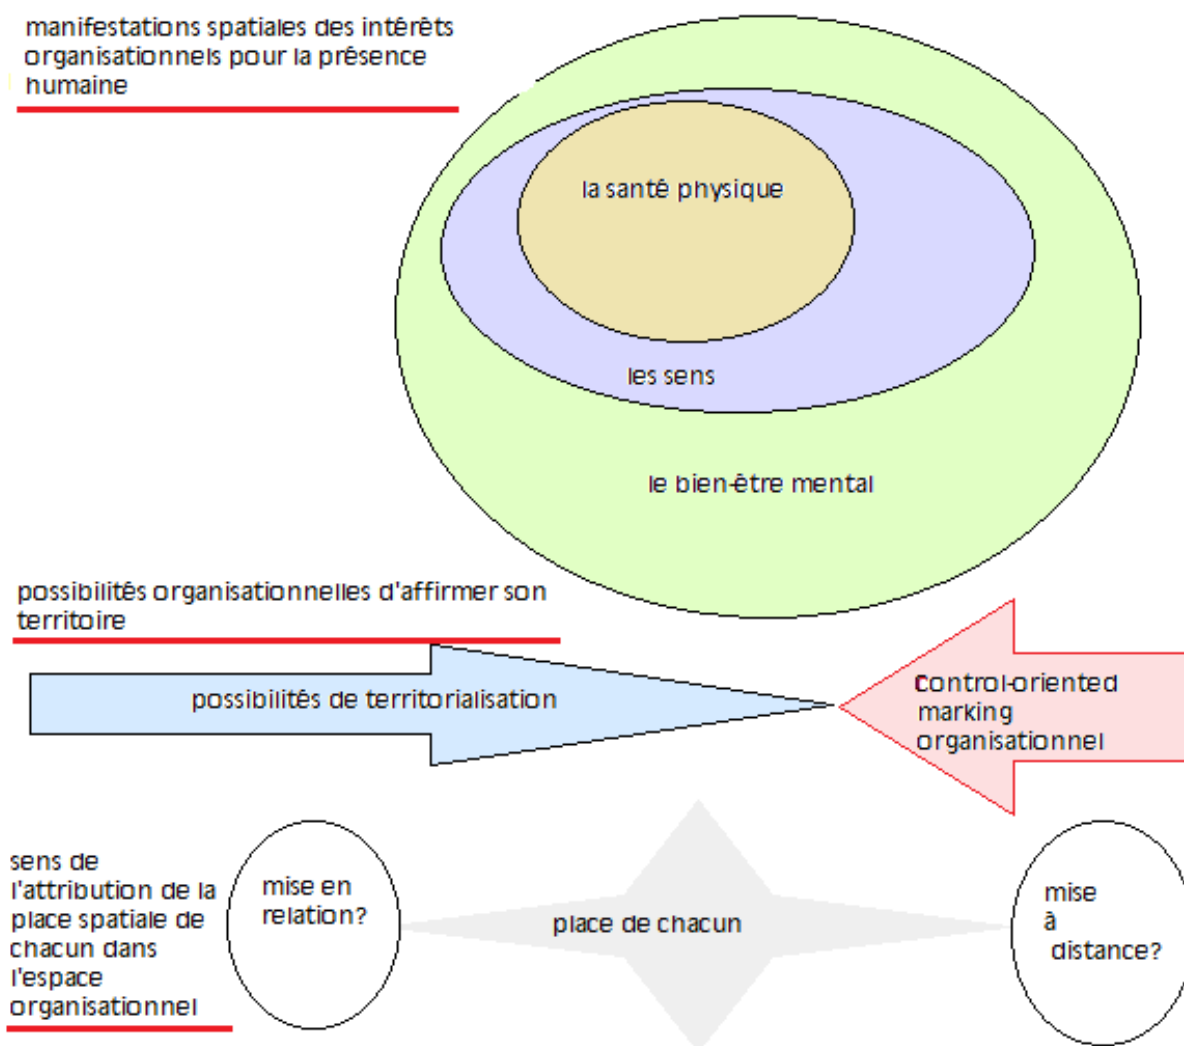 manifestations spatiales des intérêts
organisationnels pour la présence
humaine
la santé physique
les sens
le bien-être mental
possibilités organisationnelles d'affirmer son
territoire
possibilités de territorialisation
control-oriented
marking
organisationnel
sens de
l'attribution de la
place spatiale de
chacun dans
l'espace
organisationnel
mise en
relation?
place de chacun
mise
à
distance?